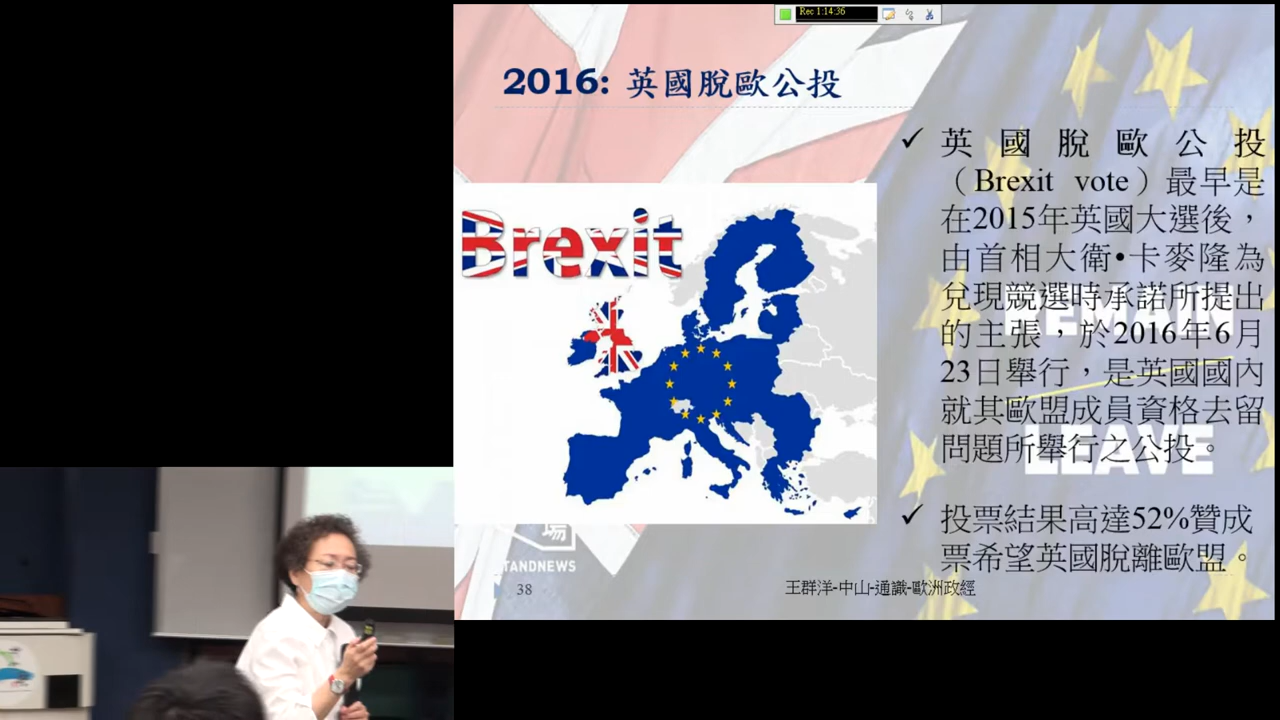 Rec 1:14:36
2016: 英國脫歐公投
✓ 英國脫歐公投
（Brexit vote）最早是
在2015年英國大選後，
由首相大衛•卡麥隆為
兌現競選時承諾所提出
的主張，於2016年6月
23日舉行，是英國國內
就其歐盟成員資格去留
問題所舉行之公投。
✓ 投票結果高達52%贊成
票希望英國脫離歐盟。
Brexit
REMAIN
LEAVE
場
TANDNEWS
38
王群洋-中山-通識-歐洲政經